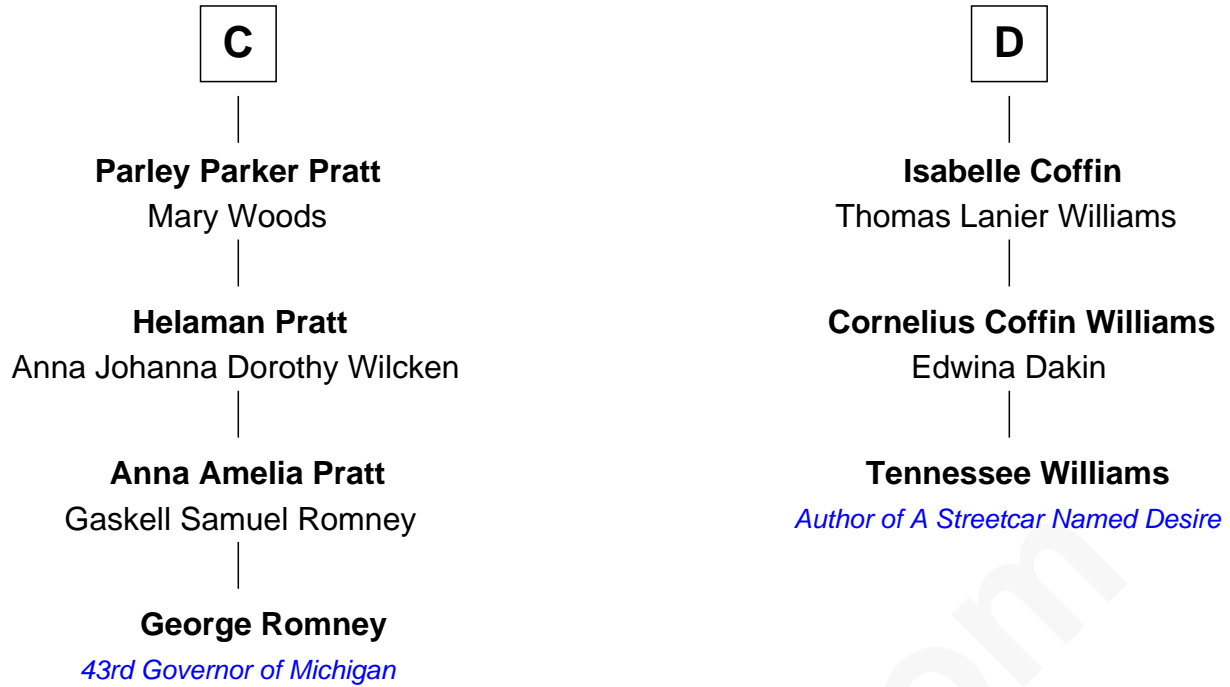 C
Parley Parker Pratt
Mary Woods
Helaman Pratt
Anna Johanna Dorothy Wilcken
Anna Amelia Pratt
Gaskell Samuel Romney
George Romney
43rd Governor of Michigan
D
Isabelle Coffin
Thomas Lanier Williams
Cornelius Coffin Williams
Edwina Dakin
Tennessee Williams
Author of A Streetcar Named Desire
om